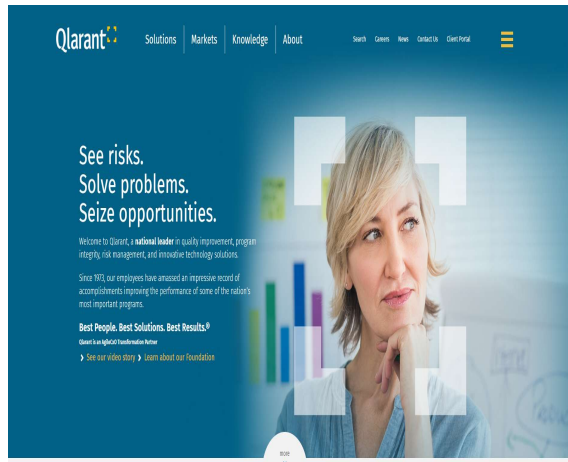 Qlarant
Solutions
Markets
Knowledge
About
Search
Careers
News
Contact Us
Client Portal
See risks.
Solve problems.
Seize opportunities.
Welcome to Qlarant, a national leader in quality improvement, program
integrity, risk management, and innovative technology solutions.
Since 1973, our employees have amassed an impressive record of
accomplishments improving the performance of some of the nation's
most important programs.
Best People. Best Solutions. Best Results.®
Qlarant is an AgileCxO Transformation Partner
❯ See our video story ❯ Learn about our Foundation
more